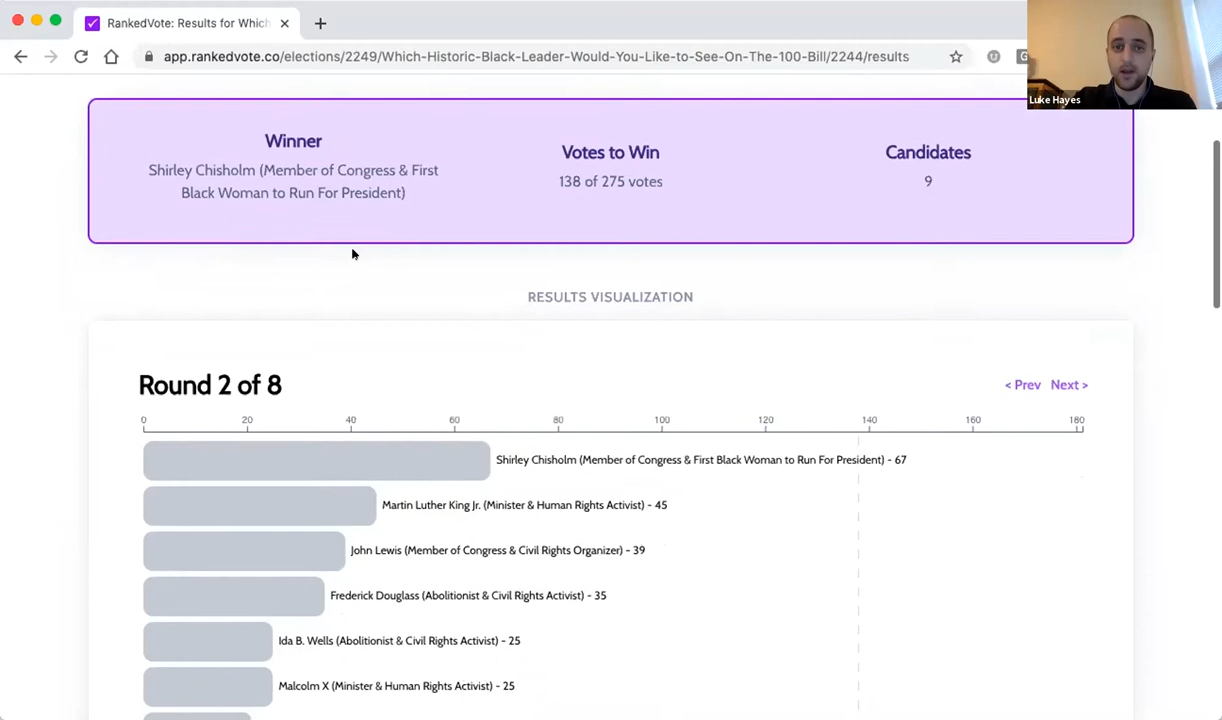 RankedVote: Results for Which
app.rankedvote.co/elections/2249/Which-Historic-Black-Leader-Would-You-Like-to-See-On-The-100-Bill/2244/results
Luke Hayes
Winner
Shirley Chisholm (Member of Congress & First
Black Woman to Run For President)
Votes to Win
138 of 275 votes
Candidates
9
RESULTS VISUALIZATION
Round 2 of 8
< Prev Next >
0 20 40 60 80 100 120 140 160 180
Shirley Chisholm (Member of Congress & First Black Woman to Run For President) - 67
Martin Luther King Jr. (Minister & Human Rights Activist) - 45
John Lewis (Member of Congress & Civil Rights Organizer) - 39
Frederick Douglass (Abolitionist & Civil Rights Activist) - 35
Ida B. Wells (Abolitionist & Civil Rights Activist) - 25
Malcolm X (Minister & Human Rights Activist) - 25